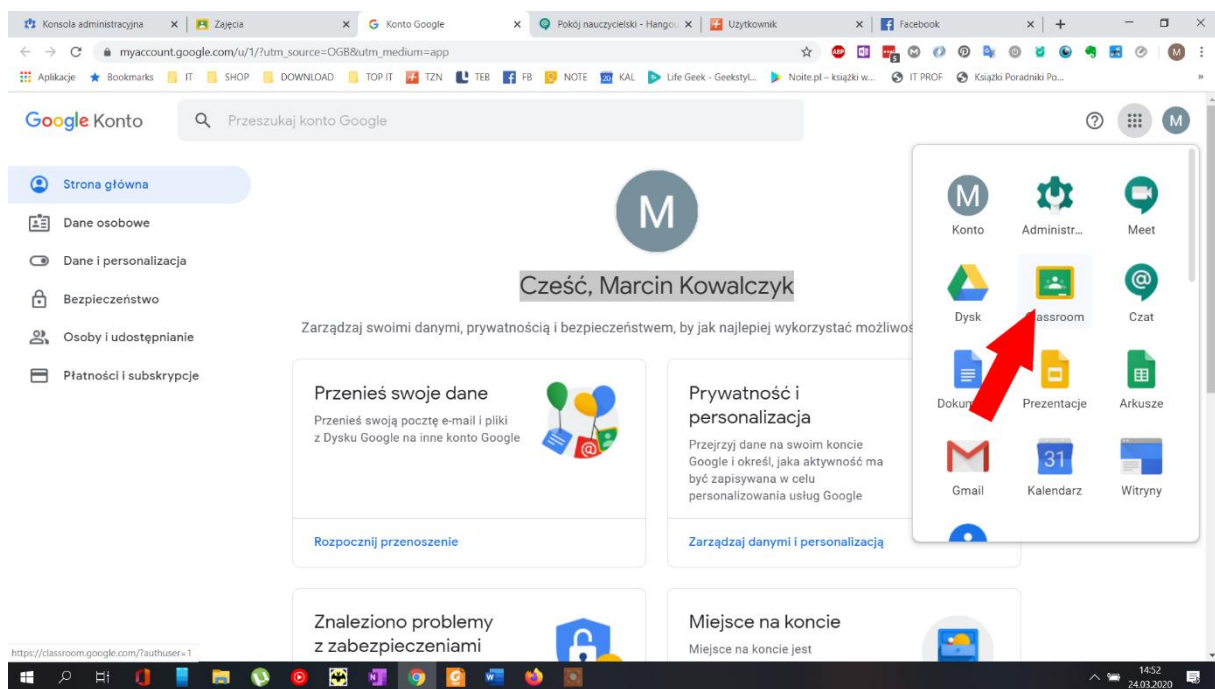 Konsola administracyjna
Zajęcia
Konto Google
Pokój nauczycielski - Hangou
Użytkownik
Facebook
myaccount.google.com/u/1/?utm_source=OGB&utm_medium=app
Aplikacje
Bookmarks
IT
SHOP
DOWNLOAD
TOP IT
TZN
TEB
FB
NOTE
KAL
Life Geek - Geekstyl...
Noite.pl – książki w...
IT PROF
Książki Poradniki Po...
Google Konto
Przeszukaj konto Google
M
Strona główna
Dane osobowe
Dane i personalizacja
Bezpieczeństwo
Osoby i udostępnianie
Płatności i subskrypcje
M
Cześć, Marcin Kowalczyk
Zarządzaj swoimi danymi, prywatnością i bezpieczeństwem, by jak najlepiej wykorzystać
Przenieś swoje dane
Przenieś swoją pocztę e-mail i pliki
z Dysku Google na inne konto Google
Rozpocznij przenoszenie
Prywatność i
personalizacja
Przejrzyj dane na swoim koncie
Google i określ, jaka aktywność ma
być zapisywana w celu
personalizowania usług Google
Zarządzaj danymi i personalizacją
Znaleziono problemy
z zabezpieczeniami
Miejsce na koncie
Miejsce na koncie jest
M
Konto
Administr...
Meet
Dysk
Czat
Prezentacje
Arkusze
31
Gmail
Kalendarz
Witryny
https://classroom.google.com/?authuser=1
14:52
24.03.2020